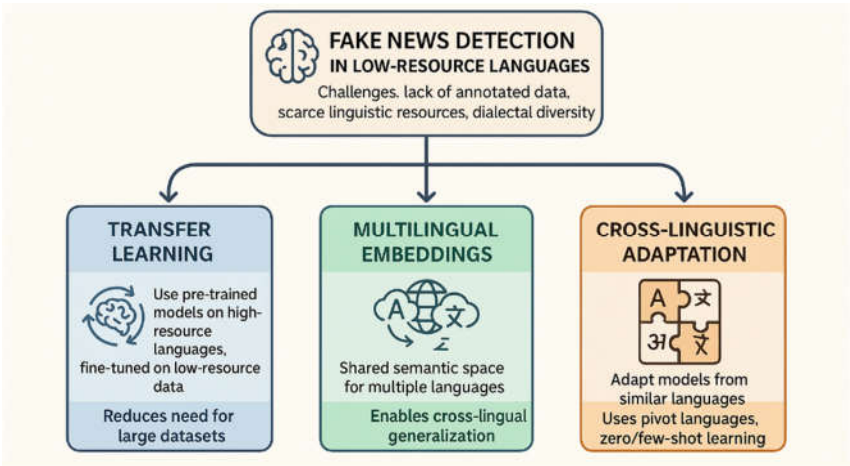 FAKE NEWS DETECTION
IN LOW-RESOURCE LANGUAGES
Challenges. lack of annotated data,
scarce linguistic resources, dialectal diversity
TRANSFER
LEARNING
Use pre-trained
models on high-
resource
languages,
fine-tuned on low-resource
data
Reduces need for
large datasets
MULTILINGUAL
EMBEDDINGS
A
文
Z
Shared semantic space
for multiple languages
Enables cross-lingual
generalization
CROSS-LINGUISTIC
ADAPTATION
A
अ
Adapt models from
similar languages
Uses pivot languages,
zero/few-shot learning